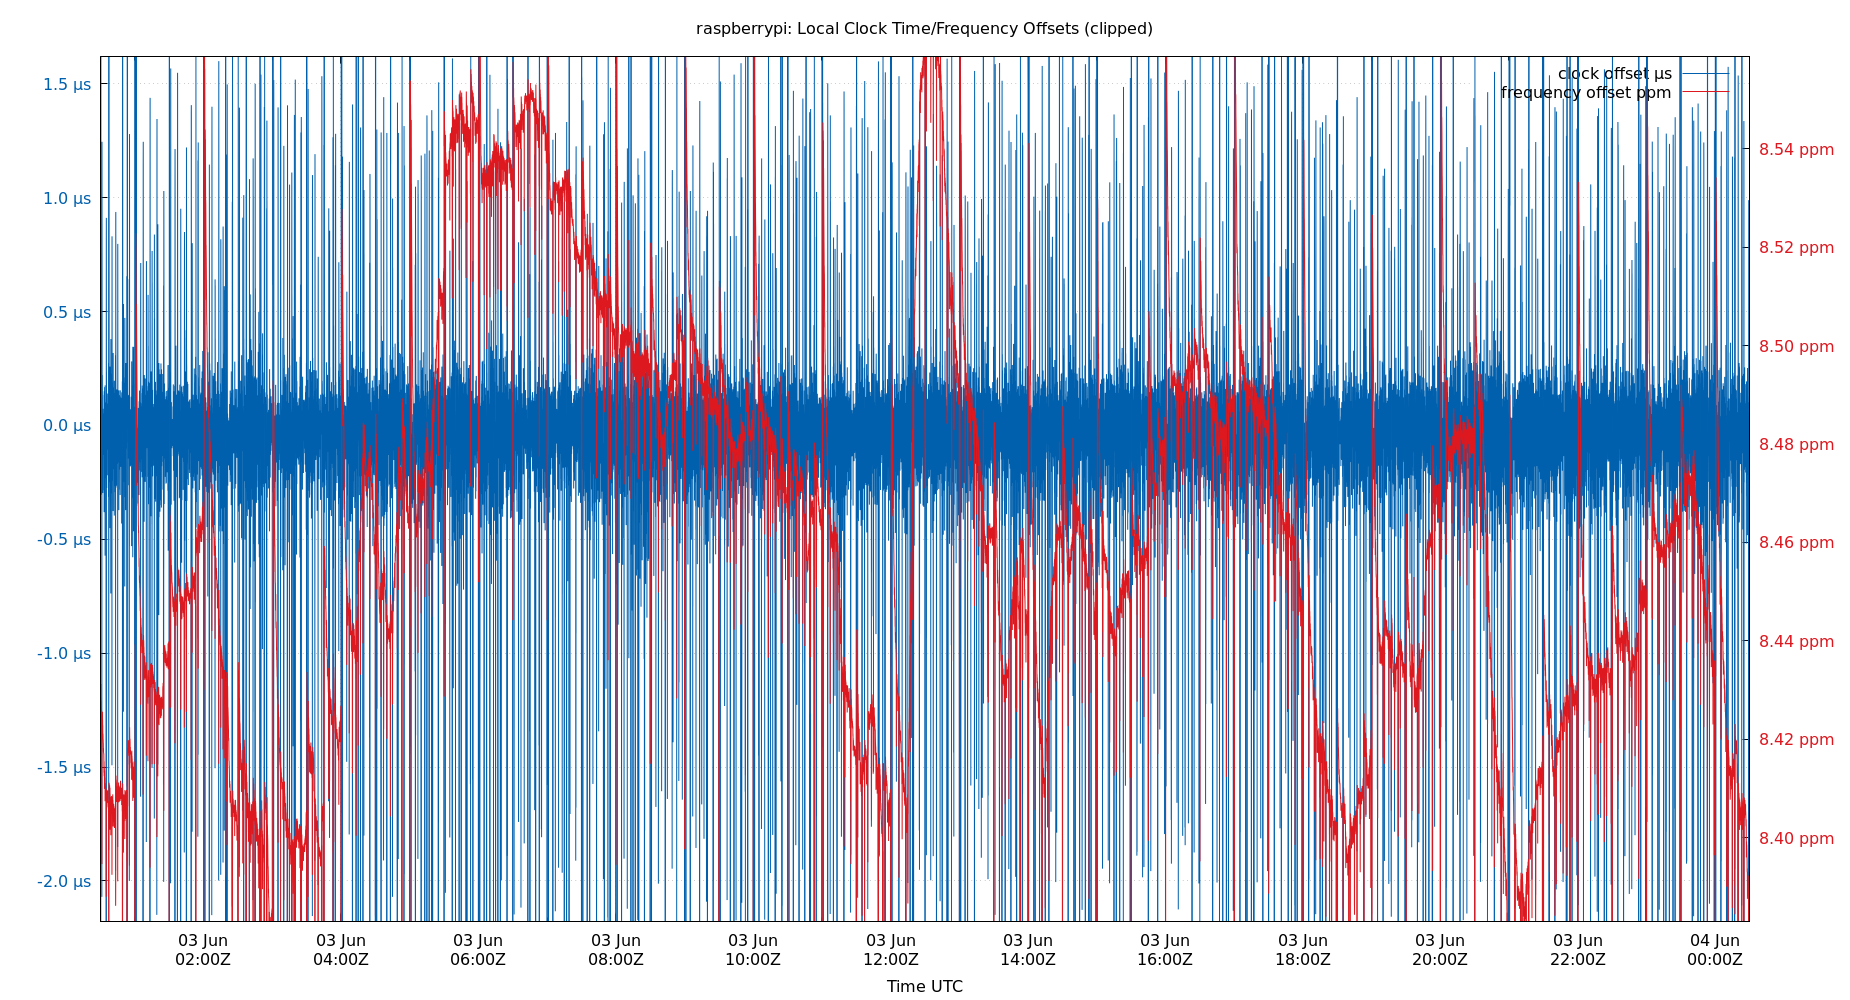 raspberrypi: Local Clock Time/Frequency Offsets (clipped)
clock offset µs
frequency offset ppm
1.5 µs
1.0 µs
0.5 µs
0.0 µs
-0.5 µs
-1.0 µs
-1.5 µs
-2.0 µs
8.54 ppm
8.52 ppm
8.50 ppm
8.48 ppm
8.46 ppm
8.44 ppm
8.42 ppm
8.40 ppm
03 Jun 03 Jun 03 Jun 03 Jun 03 Jun 03 Jun 03 Jun 03 Jun 03 Jun 03 Jun 03 Jun 04 Jun
02:00Z 04:00Z 06:00Z 08:00Z 10:00Z 12:00Z 14:00Z 16:00Z 18:00Z 20:00Z 22:00Z 00:00Z
Time UTC